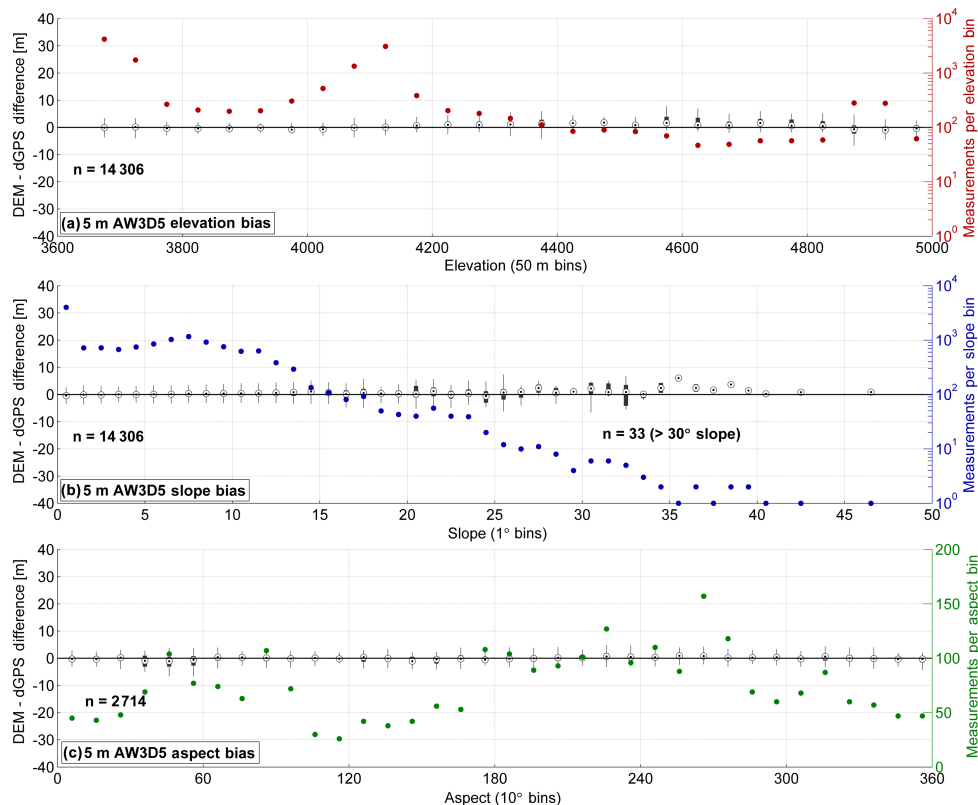 40 30 20 10 0 -10 -20 -30 -40
DEM - dGPS difference [m]
10^4 10^3 10^2 10^1 10^0
Measurements per elevation bin
n = 14 306
(a) 5 m AW3D5 elevation bias
3600 3800 4000 4200 4400 4600 4800 5000
Elevation (50 m bins)
40 30 20 10 0 -10 -20 -30 -40
DEM - dGPS difference [m]
10^4 10^3 10^2 10^1 10^0
Measurements per slope bin
n = 14 306
n = 33 (> 30° slope)
(b) 5 m AW3D5 slope bias
0 5 10 15 20 25 30 35 40 45 50
Slope (1° bins)
40 30 20 10 0 -10 -20 -30 -40
DEM - dGPS difference [m]
200 150 100 50 0
Measurements per aspect bin
n = 2714
(c) 5 m AW3D5 aspect bias
0 60 120 180 240 300 360
Aspect (10° bins)